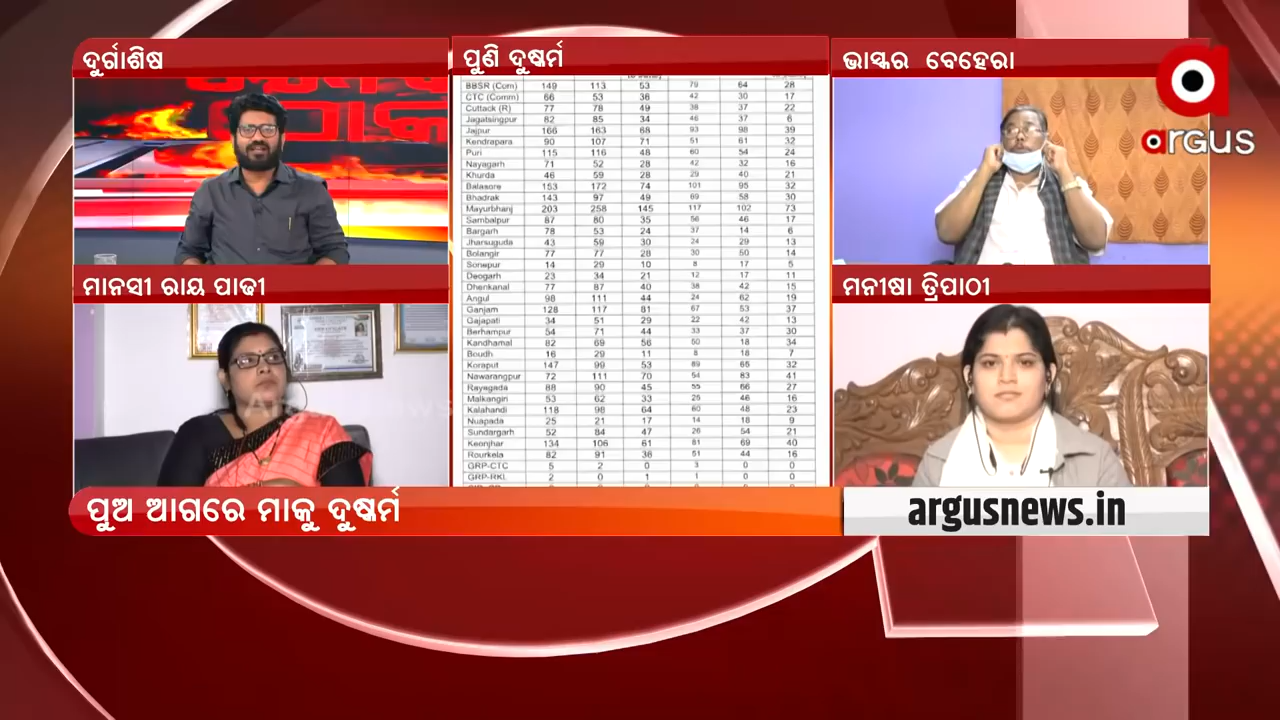 ଦୁର୍ଗାଶିଷ
ପୁଣି ଦୁଷ୍କର୍ମ
ଭାସ୍କର ବେହେରା
argus
BBSR (Com) 149 113 53 79 64 28
CTC (Comm) 66 53 36 42 30 17
Cuttack (R) 77 78 49 38 37 22
Jagatsingpur 82 85 34 46 37 6
Jajpur 166 163 68 93 98 39
Kendrapara 90 107 71 51 61 32
Puri 115 116 48 60 54 24
Nayagarh 71 52 28 42 32 16
Khurda 46 59 28 29 40 21
Balasore 153 172 74 101 95 32
Bhadrak 143 97 49 69 58 30
Mayurbhanj 203 258 145 117 102 73
Sambalpur 87 80 35 56 46 17
Bargarh 78 53 24 37 14 6
Jharsuguda 43 59 30 24 29 13
Bolangir 77 77 28 30 50 14
Sonepur 14 29 10 8 17 5
Deogarh 23 34 21 12 17 11
Dhenkanal 77 87 40 38 42 15
Angul 98 111 44 24 62 19
Ganjam 128 117 81 67 53 37
Gajapati 34 51 29 22 42 13
Berhampur 54 71 44 33 37 30
Kandhamal 82 69 56 50 18 34
Boudh 16 29 11 8 18 7
Koraput 147 99 53 89 65 32
Nawarangpur 72 111 70 54 83 41
Rayagada 88 90 45 55 66 27
Malkangiri 53 62 33 25 46 16
Kalahandi 118 98 64 60 48 23
Nuapada 25 21 17 14 18 9
Sundargarh 52 84 47 26 54 21
Keonjhar 134 106 61 81 69 40
Rourkela 82 91 36 51 44 16
GRP-CTC 5 2 0 3 0 0
GRP-RKL 2 0 1 1 0 0
ମାନସୀ ରାୟ ପାଢୀ
ମନୀଷା ତ୍ରିପାଠୀ
ପୁଅ ଆଗରେ ମାକୁ ଦୁଷ୍କର୍ମ
argusnews.in